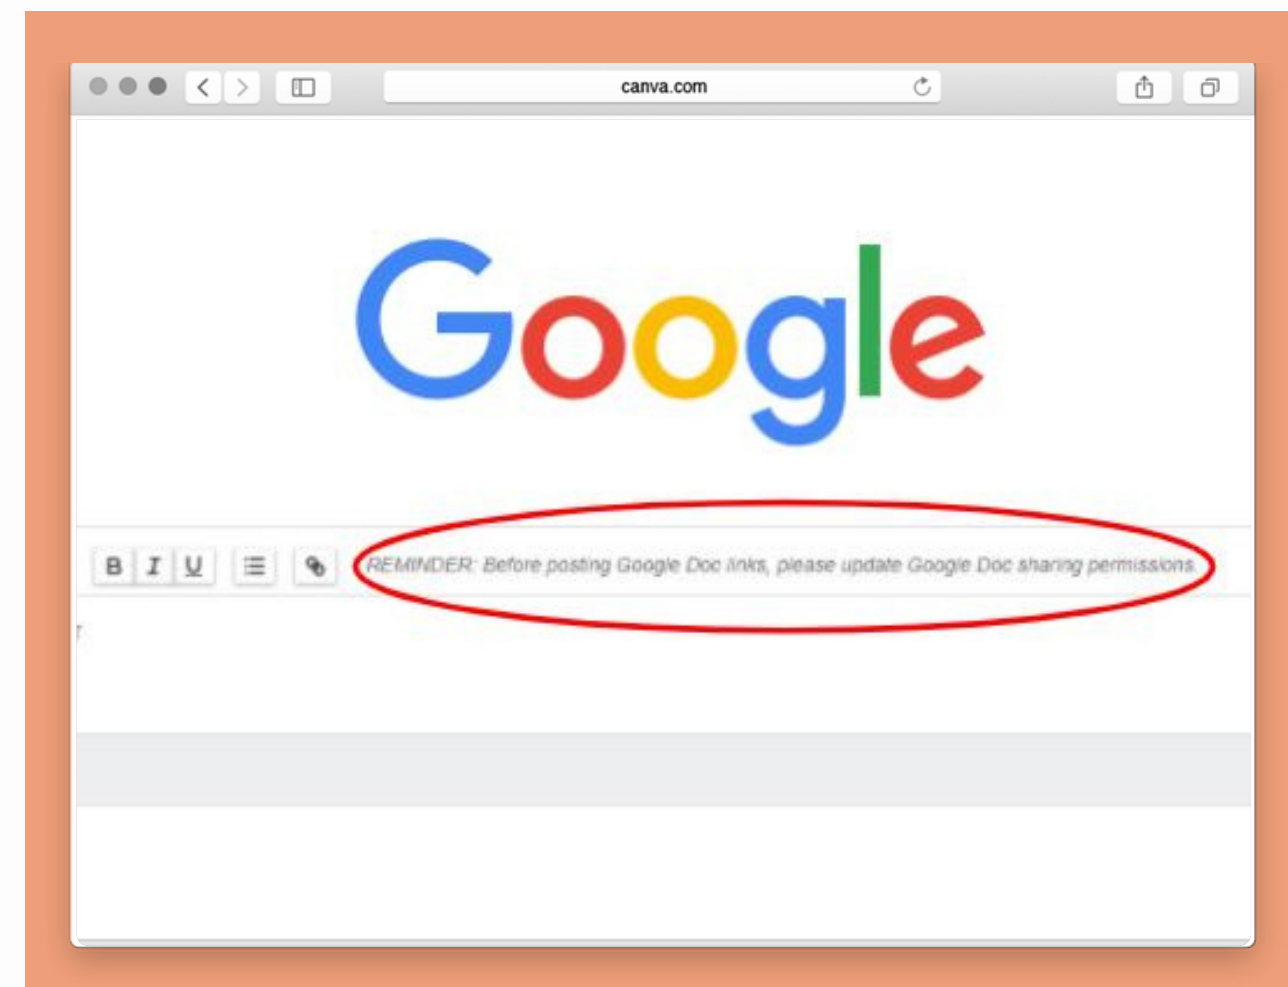 canva.com
Google
B I U
REMINDER: Before posting Google Doc links, please update Google Doc sharing permissions.